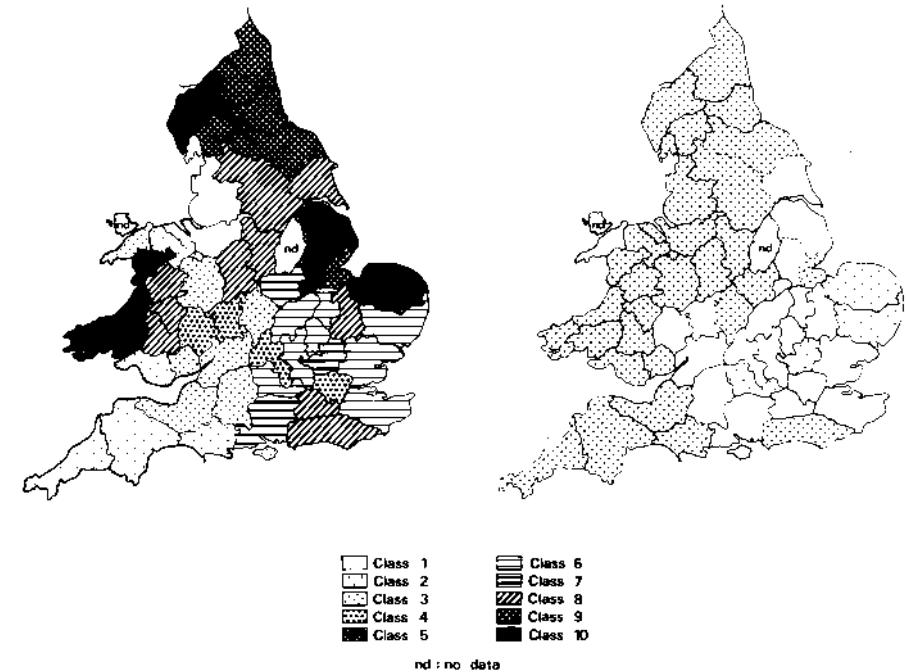 nd
nd
nd
nd
Class 1
Class 2
Class 3
Class 4
Class 5
Class 6
Class 7
Class 8
Class 9
Class 10
nd : no data